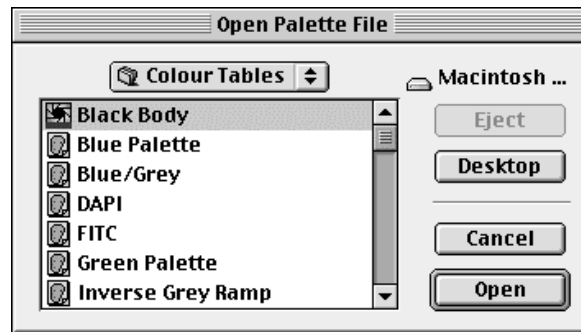 Open Palette File
Colour Tables
Macintosh ...
Black Body
Blue Palette
Blue/Grey
DAPI
FITC
Green Palette
Inverse Grey Ramp
Eject
Desktop
Cancel
Open